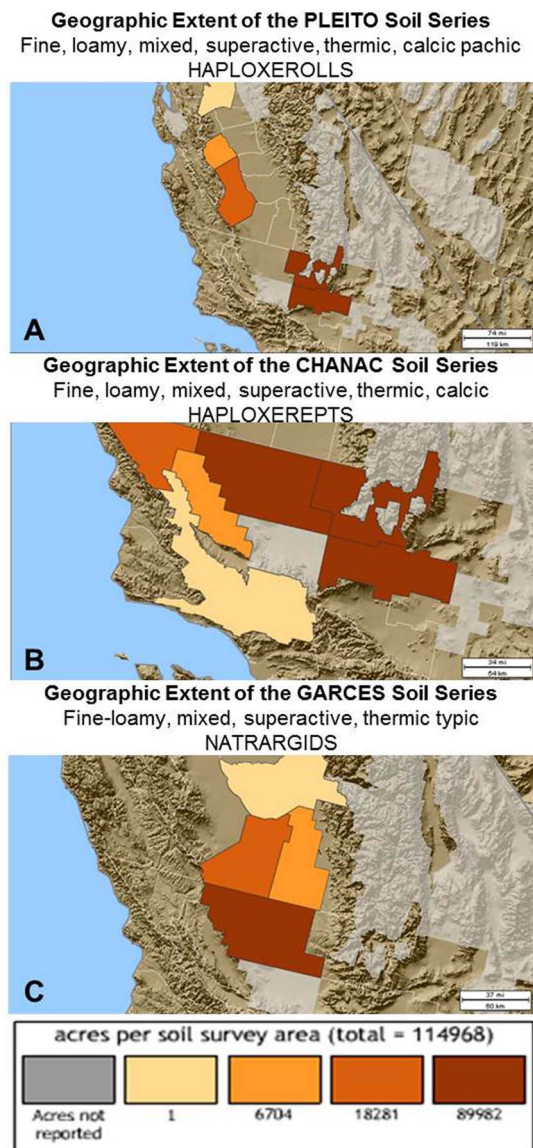 Geographic Extent of the PLEITO Soil Series
Fine, loamy, mixed, superactive, thermic, calcic pachic
HAPLOXEROLLS
A
74 mi
119 km
Geographic Extent of the CHANAC Soil Series
Fine, loamy, mixed, superactive, thermic, calcic
HAPLOXEREPTS
B
34 mi
54 km
Geographic Extent of the GARCES Soil Series
Fine-loamy, mixed, superactive, thermic typic
NATRARGIDS
C
37 mi
60 km
acres per soil survey area (total = 114968)
Acres not reported 1 6704 18281 89982